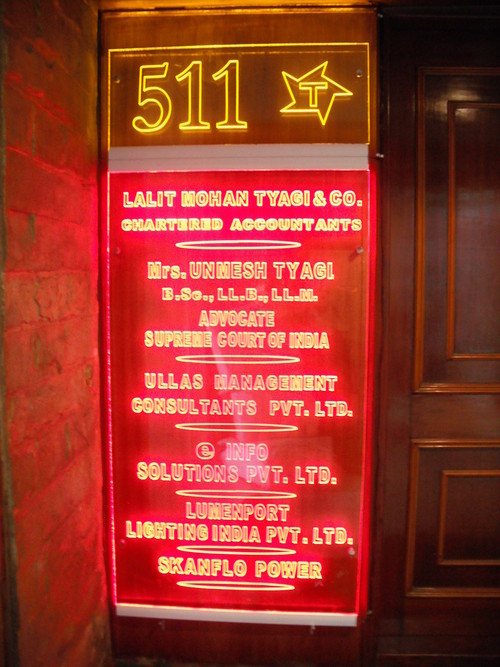 511 T
LALIT MOHAN TYAGI & CO.
CHARTERED ACCOUNTANTS
Mrs. UNMESH TYAGI
B.Sc., LL.B., LL.M.
ADVOCATE
SUPREME COURT OF INDIA
ULLAS MANAGEMENT
CONSULTANTS PVT. LTD.
e INFO
SOLUTIONS PVT. LTD.
LUMENPORT
LIGHTING INDIA PVT. LTD.
SKANFLO POWER